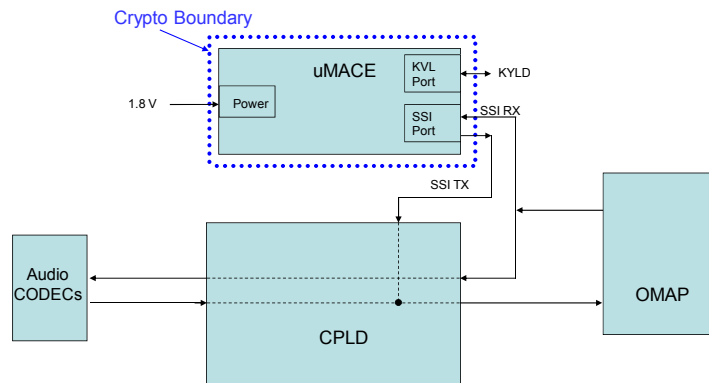 Crypto Boundary
uMACE
KVL
Port
KYLD
1.8 V
Power
SSI
Port
SSI RX
SSI TX
Audio
CODECs
OMAP
CPLD